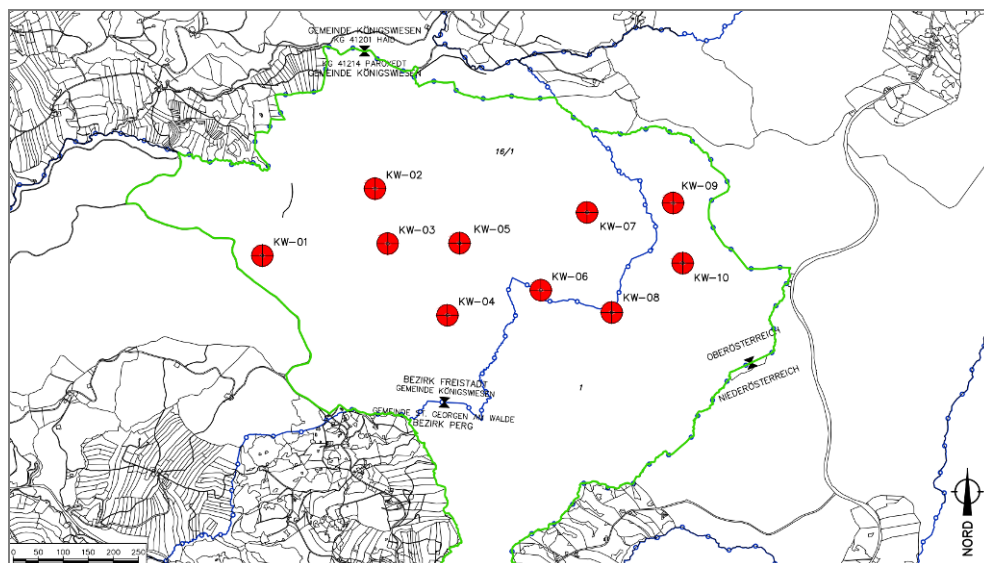 GEMEINDE KÖNIGSWIESEN
KG 41201 HAID
KG 41214 PAROXEDT
GEMEINDE KÖNIGSWIESEN
16/1
KW-02
KW-09
KW-07
KW-03
KW-05
KW-01
KW-10
KW-06
KW-08
KW-04
OBERÖSTERREICH
NIEDERÖSTERREICH
BEZIRK FREISTADT
GEMEINDE KÖNIGSWIESEN
1
GEMEINDE ST. GEORGEN AM WALDE
BEZIRK PERG
NORD
0 50 100 150 200 250